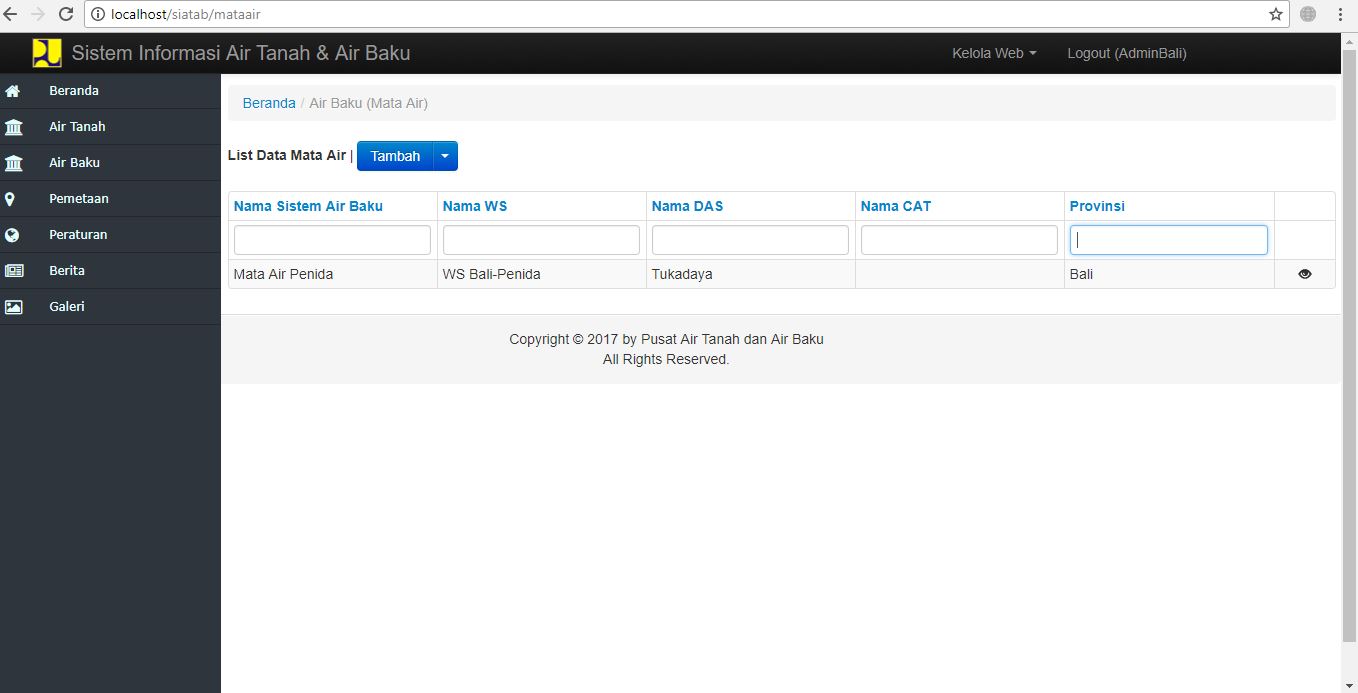 localhost/siatab/mataair
Sistem Informasi Air Tanah & Air Baku
Kelola Web
Logout (AdminBali)
Beranda
Air Tanah
Air Baku
Pemetaan
Peraturan
Berita
Galeri
Beranda / Air Baku (Mata Air)
List Data Mata Air | Tambah
Nama Sistem Air Baku Nama WS Nama DAS Nama CAT Provinsi
Mata Air Penida WS Bali-Penida Tukadaya Bali
Copyright © 2017 by Pusat Air Tanah dan Air Baku
All Rights Reserved.